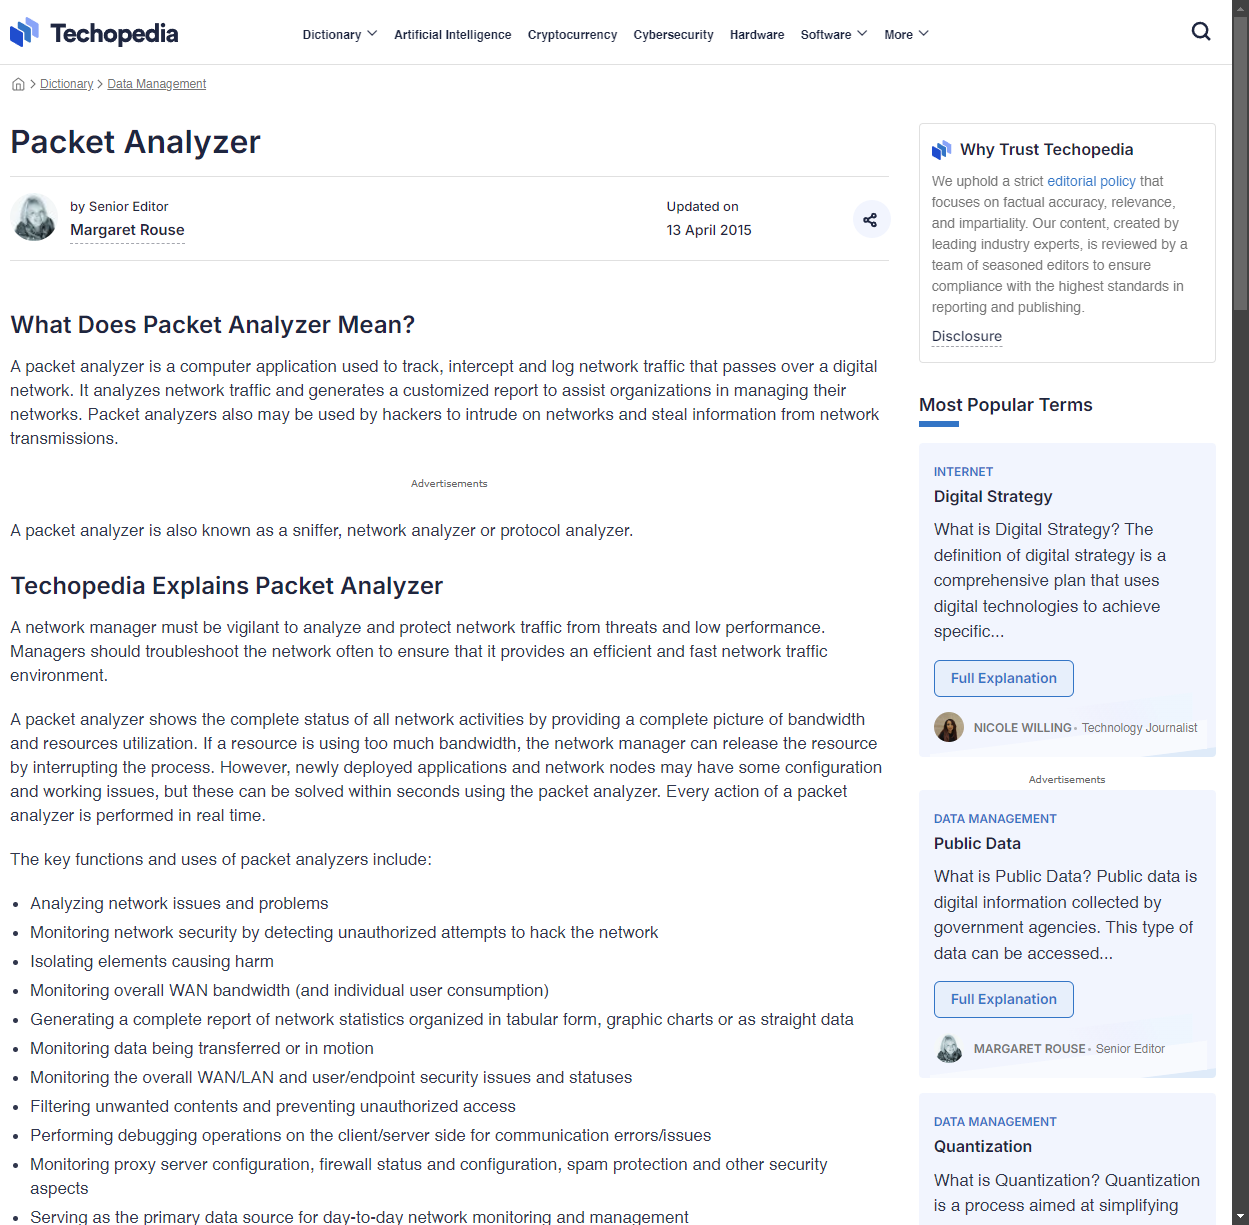 Techopedia
Dictionary
Artificial Intelligence
Cryptocurrency
Cybersecurity
Hardware
Software
More
Dictionary
Data Management
Packet Analyzer
by Senior Editor
Margaret Rouse
Updated on
13 April 2015
What Does Packet Analyzer Mean?
A packet analyzer is a computer application used to track, intercept and log network traffic that passes over a digital
network. It analyzes network traffic and generates a customized report to assist organizations in managing their
networks. Packet analyzers also may be used by hackers to intrude on networks and steal information from network
transmissions.
Advertisements
A packet analyzer is also known as a sniffer, network analyzer or protocol analyzer.
Techopedia Explains Packet Analyzer
A network manager must be vigilant to analyze and protect network traffic from threats and low performance.
Managers should troubleshoot the network often to ensure that it provides an efficient and fast network traffic
environment.
A packet analyzer shows the complete status of all network activities by providing a complete picture of bandwidth
and resources utilization. If a resource is using too much bandwidth, the network manager can release the resource
by interrupting the process. However, newly deployed applications and network nodes may have some configuration
and working issues, but these can be solved within seconds using the packet analyzer. Every action of a packet
analyzer is performed in real time.
The key functions and uses of packet analyzers include:
• Analyzing network issues and problems
• Monitoring network security by detecting unauthorized attempts to hack the network
• Isolating elements causing harm
• Monitoring overall WAN bandwidth (and individual user consumption)
• Generating a complete report of network statistics organized in tabular form, graphic charts or as straight data
• Monitoring data being transferred or in motion
• Monitoring the overall WAN/LAN and user/endpoint security issues and statuses
• Filtering unwanted contents and preventing unauthorized access
• Performing debugging operations on the client/server side for communication errors/issues
• Monitoring proxy server configuration, firewall status and configuration, spam protection and other security
aspects
• Serving as the primary data source for day-to-day network monitoring and management
Why Trust Techopedia
We uphold a strict editorial policy that
focuses on factual accuracy, relevance,
and impartiality. Our content, created by
leading industry experts, is reviewed by a
team of seasoned editors to ensure
compliance with the highest standards in
reporting and publishing.
Disclosure
Most Popular Terms
INTERNET
Digital Strategy
What is Digital Strategy? The
definition of digital strategy is a
comprehensive plan that uses
digital technologies to achieve
specific...
Full Explanation
NICOLE WILLING • Technology Journalist
Advertisements
DATA MANAGEMENT
Public Data
What is Public Data? Public data is
digital information collected by
government agencies. This type of
data can be accessed...
Full Explanation
MARGARET ROUSE • Senior Editor
DATA MANAGEMENT
Quantization
What is Quantization? Quantization
is a process aimed at simplifying